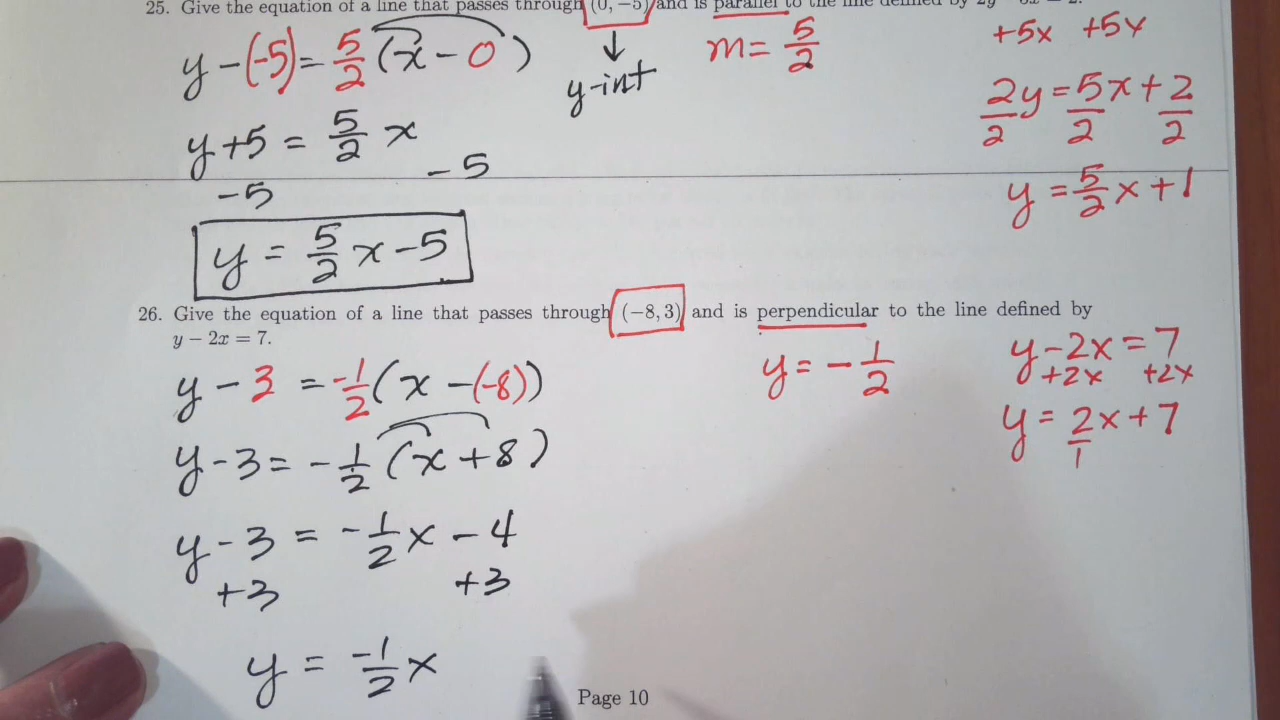 25. Give the equation of a line that passes through (0, −5) and is parallel to the line defined by 2y
y - (-5) = 5/2 (x - 0)
y-int
m = 5/2
+5x +5x
2y/2 = 5x/2 + 2/2
y + 5 = 5/2 x
-5 -5
y = 5/2 x + 1
y = 5/2 x - 5
26. Give the equation of a line that passes through (−8, 3) and is perpendicular to the line defined by
y − 2x = 7.
y - 3 = -1/2 (x - (-8))
y = -1/2
y - 2x = 7
+2x +2x
y = 2/1 x + 7
y - 3 = -1/2 (x + 8)
y - 3 = -1/2 x - 4
+3 +3
y = -1/2 x
Page 10